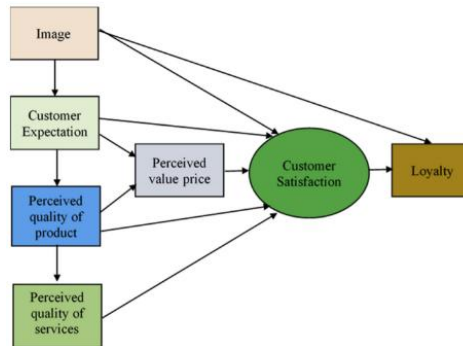 Image
Customer
Expectation
Perceived
value price
Customer
Satisfaction
Loyalty
Perceived
quality of
product
Perceived
quality of
services